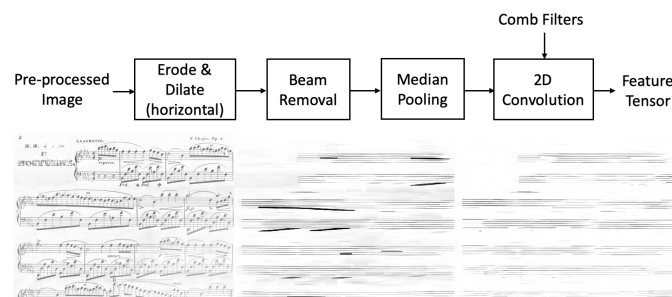 Comb Filters
Pre-processed
Image
Erode &
Dilate
(horizontal)
Beam
Removal
Median
Pooling
2D
Convolution
Feature
Tensor
NOCTURNE.